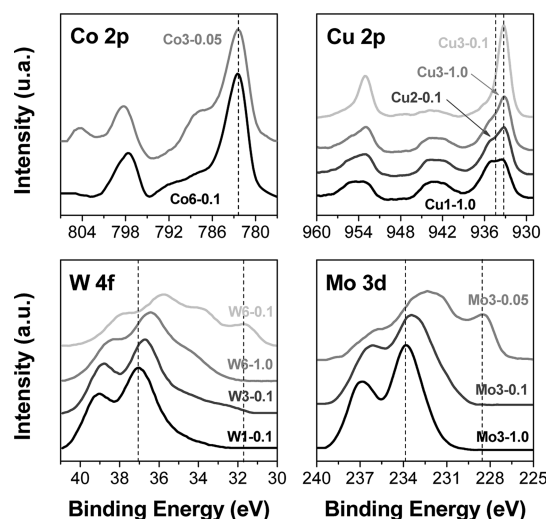 Co 2p
Co3-0.05
Co6-0.1
Intensity (u.a.)
804 798 792 786 780
Cu 2p
Cu3-0.1
Cu3-1.0
Cu2-0.1
Cu1-1.0
960 954 948 942 936 930
W 4f
W6-0.1
W6-1.0
W3-0.1
W1-0.1
Intensity (a.u.)
40 38 36 34 32 30
Binding Energy (eV)
Mo 3d
Mo3-0.05
Mo3-0.1
Mo3-1.0
240 237 234 231 228 225
Binding Energy (eV)